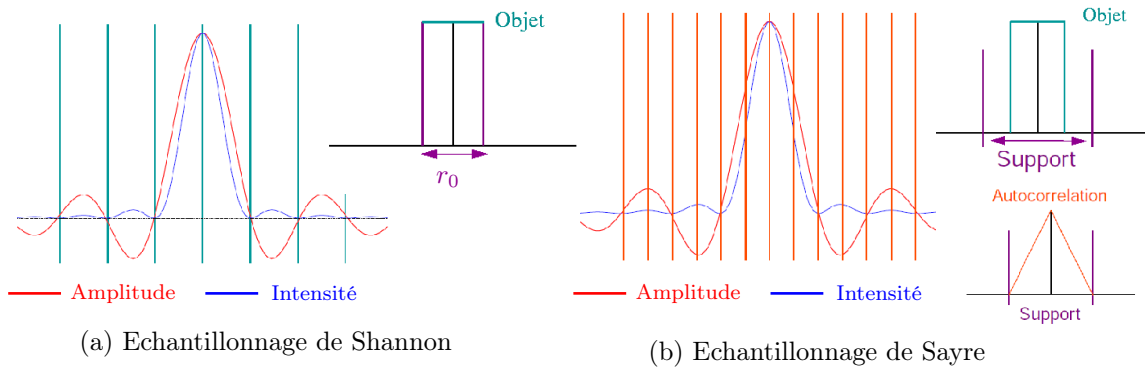 Objet
r₀
Amplitude Intensité
(a) Echantillonnage de Shannon
Objet
Support
Autocorrelation
Support
Amplitude Intensité
(b) Echantillonnage de Sayre